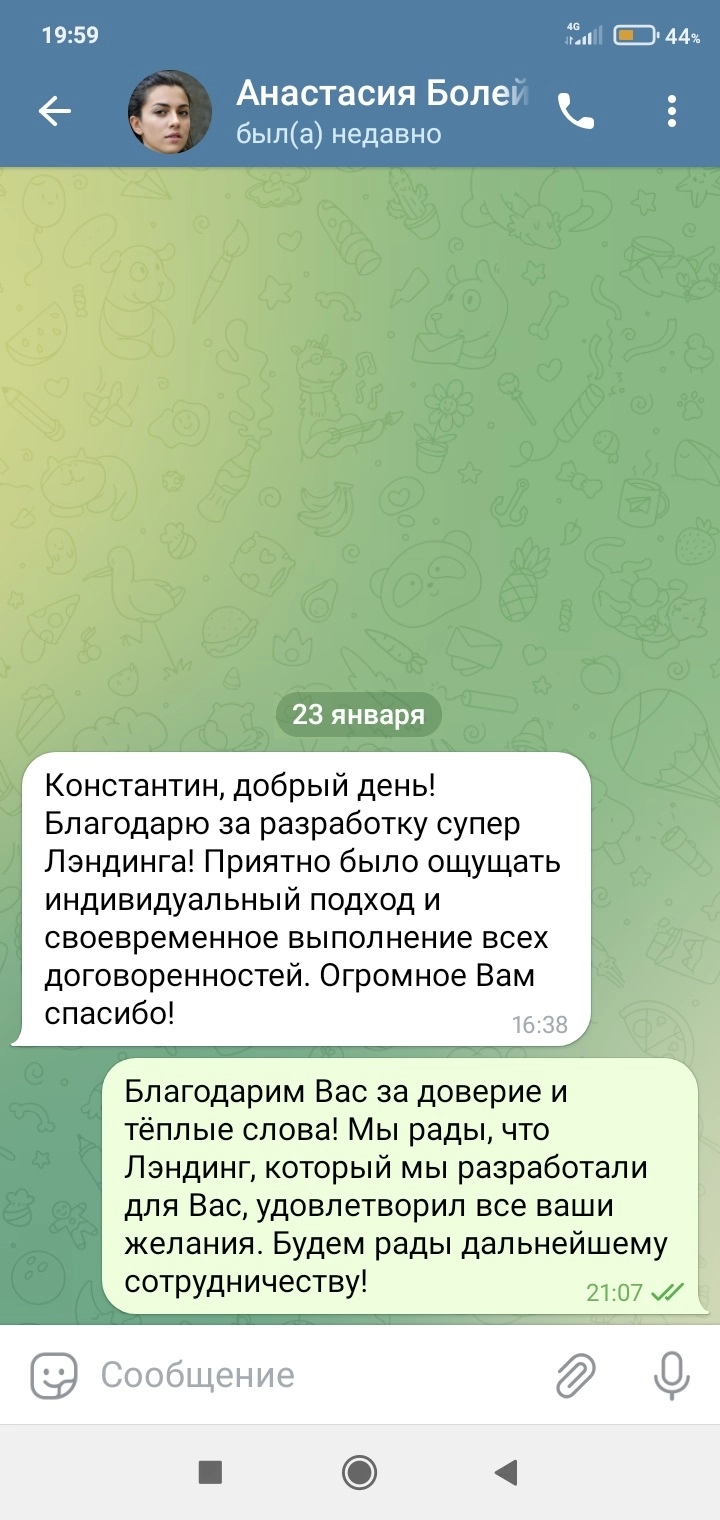 19:59
4G
44%
Анастасия Болей
был(а) недавно
23 января
Константин, добрый день!
Благодарю за разработку супер
Лэндинга! Приятно было ощущать
индивидуальный подход и
своевременное выполнение всех
договоренностей. Огромное Вам
спасибо!
16:38
Благодарим Вас за доверие и
тёплые слова! Мы рады, что
Лэндинг, который мы разработали
для Вас, удовлетворил все ваши
желания. Будем рады дальнейшему
сотрудничеству!
21:07
Сообщение